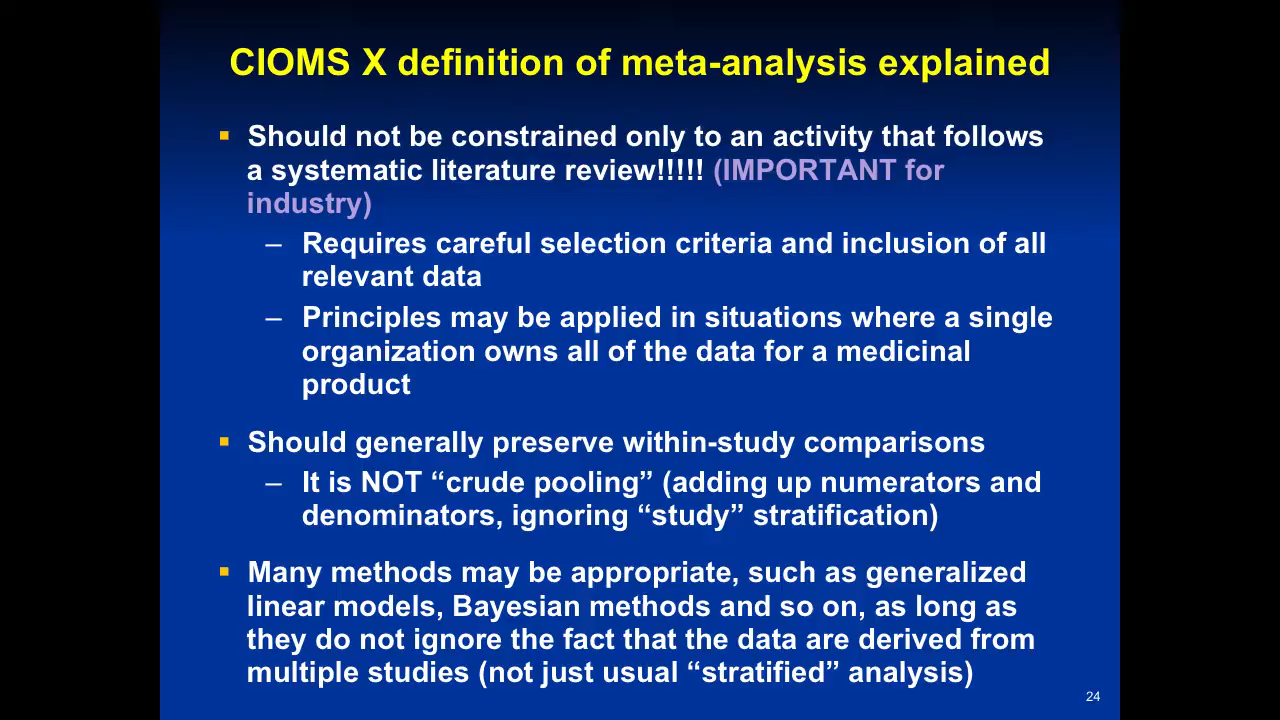 CIOMS X definition of meta-analysis explained
▪ Should not be constrained only to an activity that follows
a systematic literature review!!!!! (IMPORTANT for
industry)
– Requires careful selection criteria and inclusion of all
relevant data
– Principles may be applied in situations where a single
organization owns all of the data for a medicinal
product
▪ Should generally preserve within-study comparisons
– It is NOT “crude pooling” (adding up numerators and
denominators, ignoring “study” stratification)
▪ Many methods may be appropriate, such as generalized
linear models, Bayesian methods and so on, as long as
they do not ignore the fact that the data are derived from
multiple studies (not just usual “stratified” analysis)
24